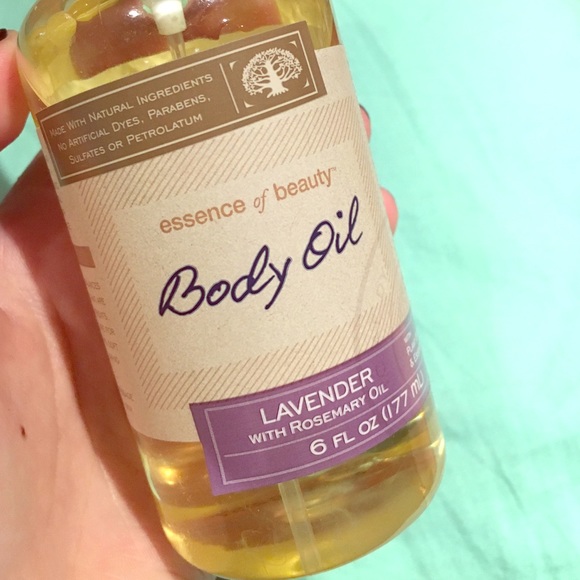 Made With Natural Ingredients
No Artificial Dyes, Parabens,
Sulfates or Petrolatum
essence of beauty™
Body Oil
LAVENDER
WITH ROSEMARY OIL
6 FL OZ (177 mL)